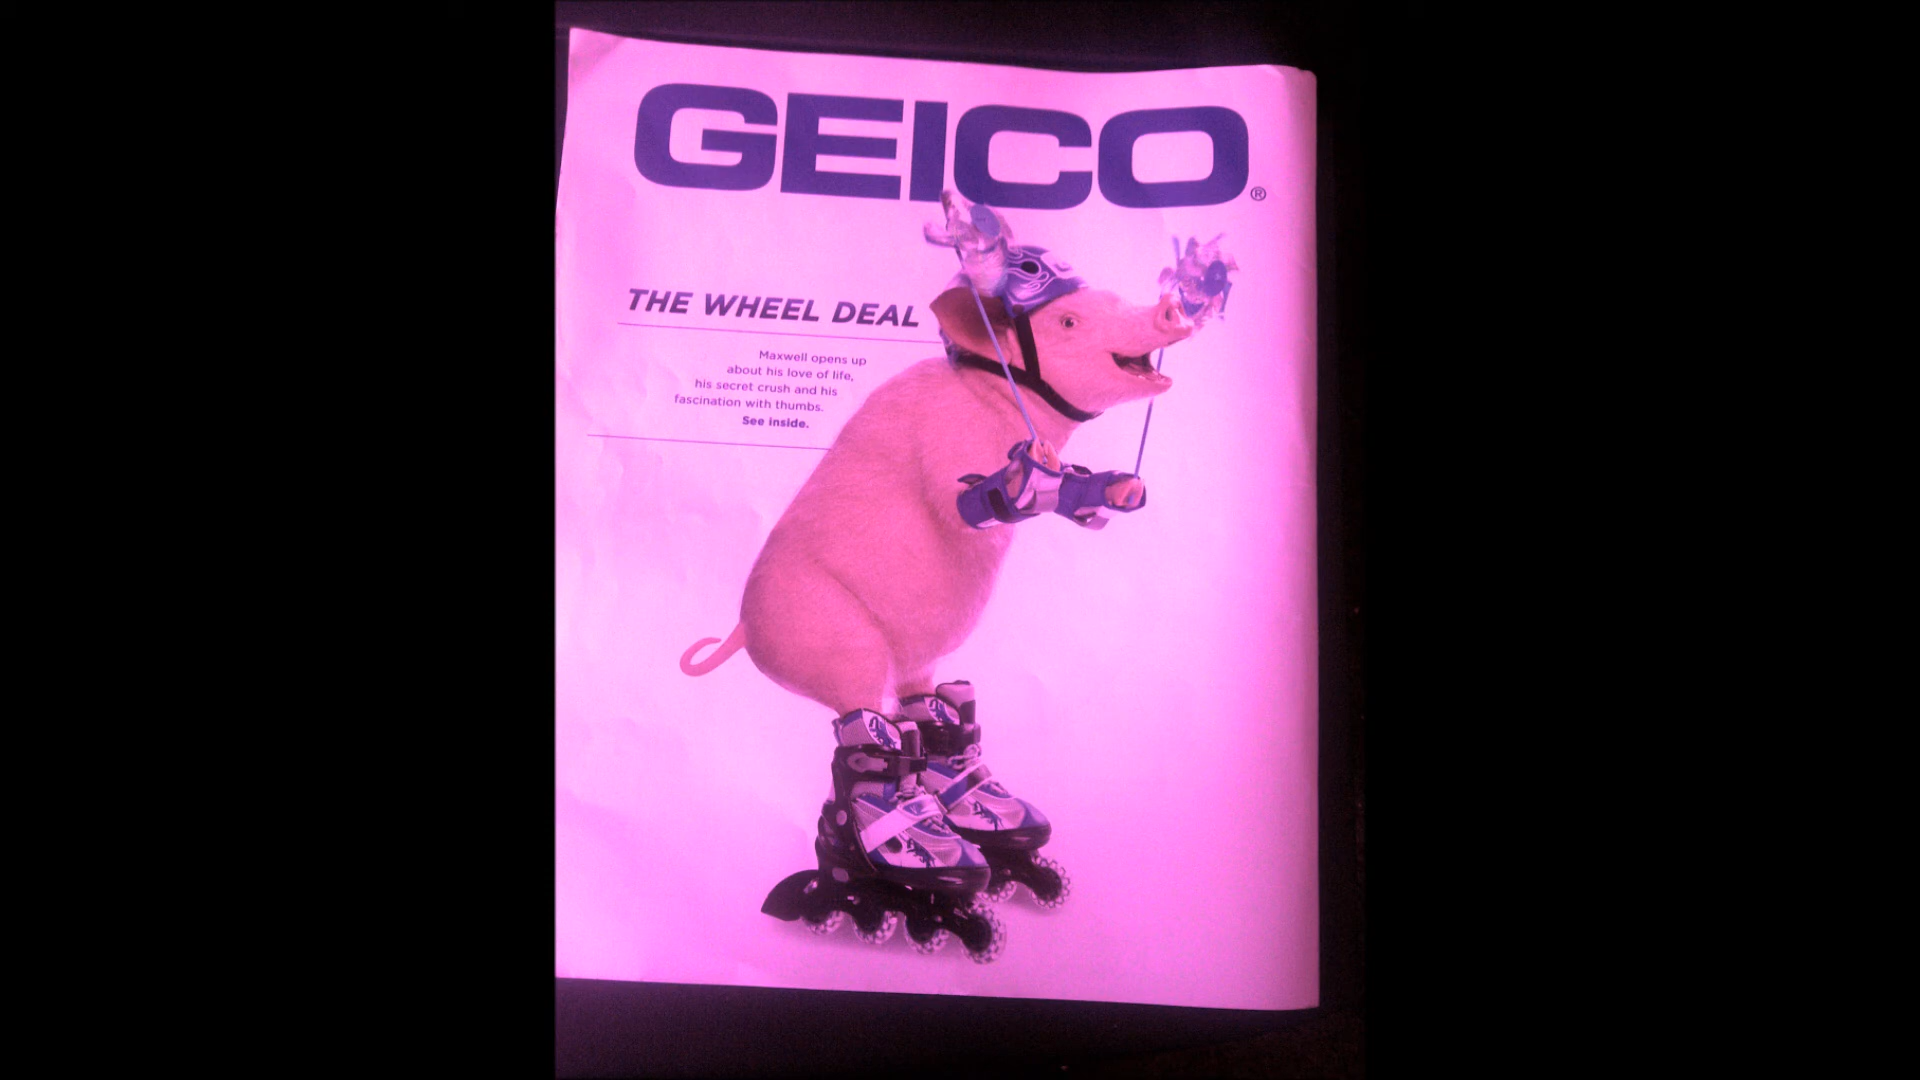 GEICO®
THE WHEEL DEAL
Maxwell opens up
about his love of life,
his secret crush and his
fascination with thumbs.
See inside.